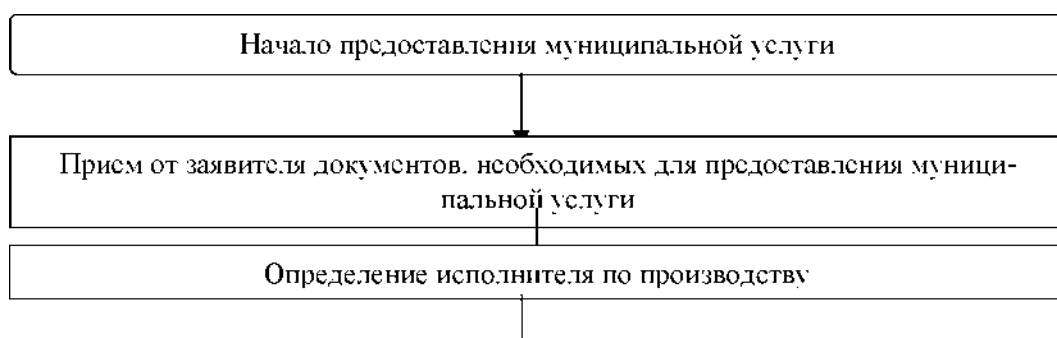 Начало предоставления муниципальной услуги
Прием от заявителя документов, необходимых для предоставления муници-
пальной услуги
Определение исполнителя по производству